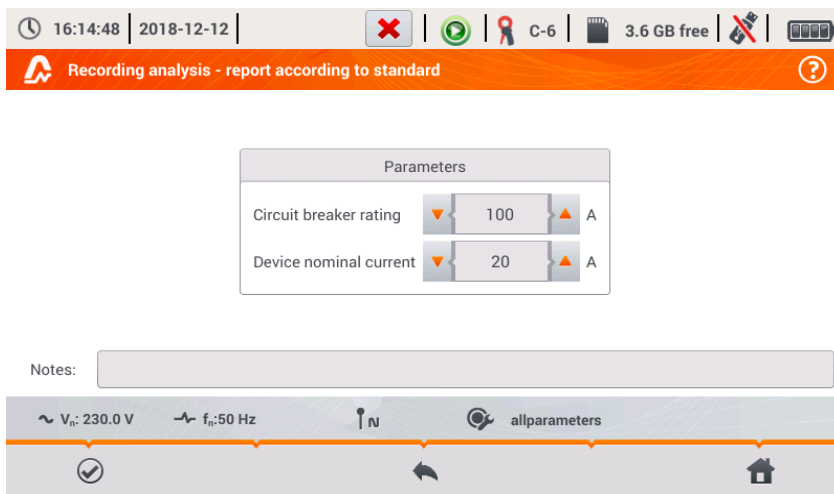 16:14:48 2018-12-12 C-6 3.6 GB free
Recording analysis - report according to standard ?
Parameters
Circuit breaker rating 100 A
Device nominal current 20 A
Notes:
Vn: 230.0 V fn:50 Hz N allparameters